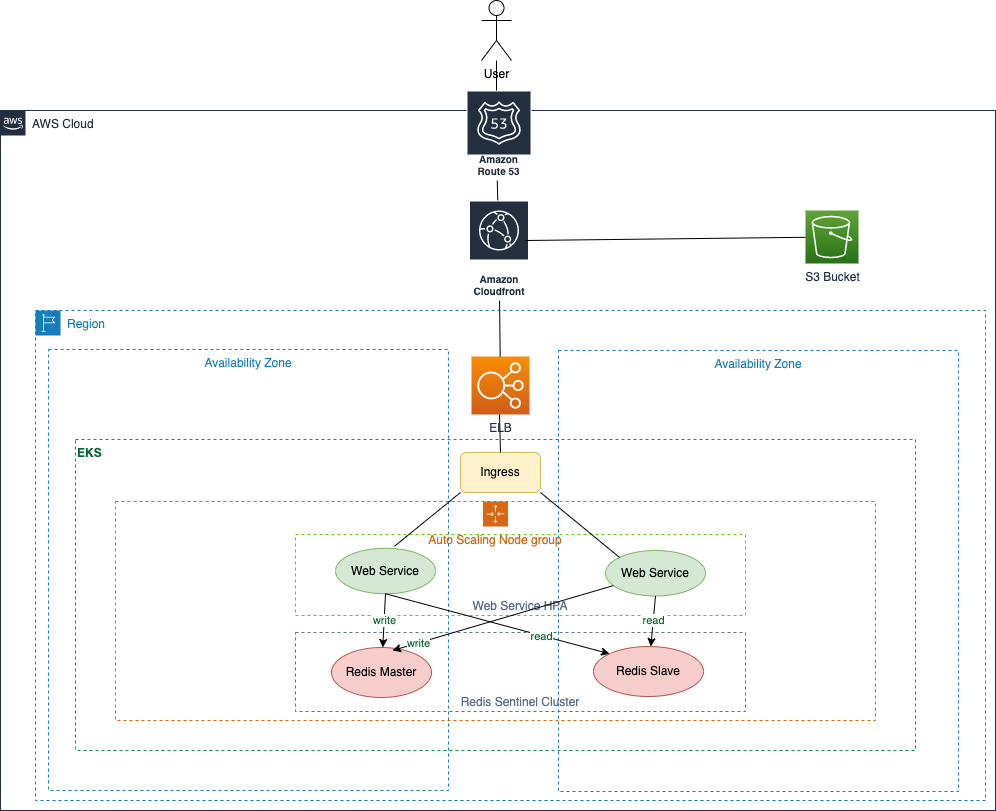 User
aws
AWS Cloud
53
Amazon
Route 53
S3 Bucket
Amazon
Cloudfront
Region
Availability Zone
Availability Zone
ELB
EKS
Ingress
Auto Scaling Node group
Web Service
Web Service
Web Service HPA
write
read
read
write
Redis Master
Redis Slave
Redis Sentinel Cluster